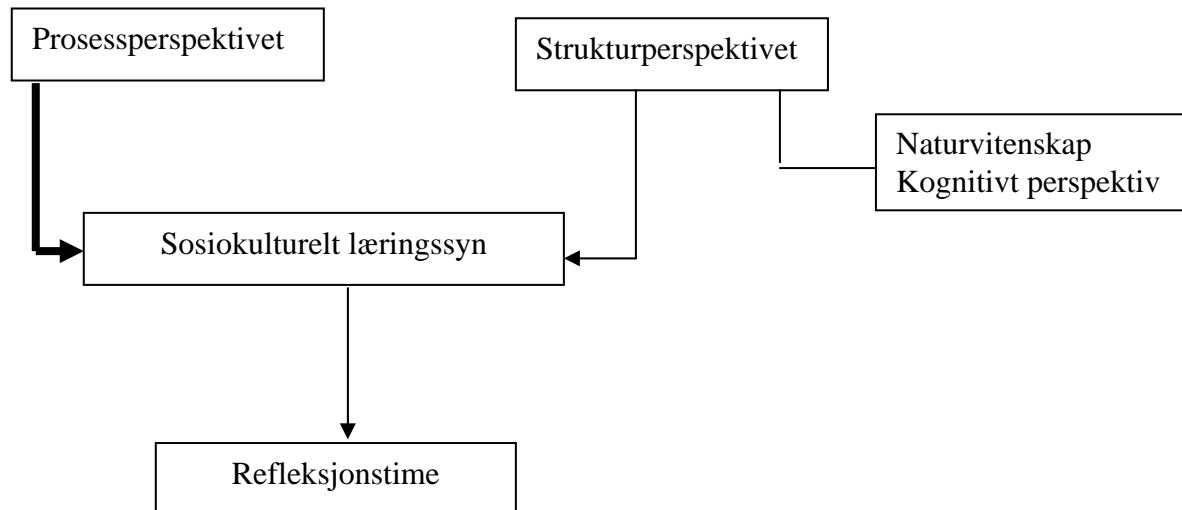 Prosessperspektivet
Strukturperspektivet
Naturvitenskap
Kognitivt perspektiv
Sosiokulturelt læringssyn
Refleksjonstime